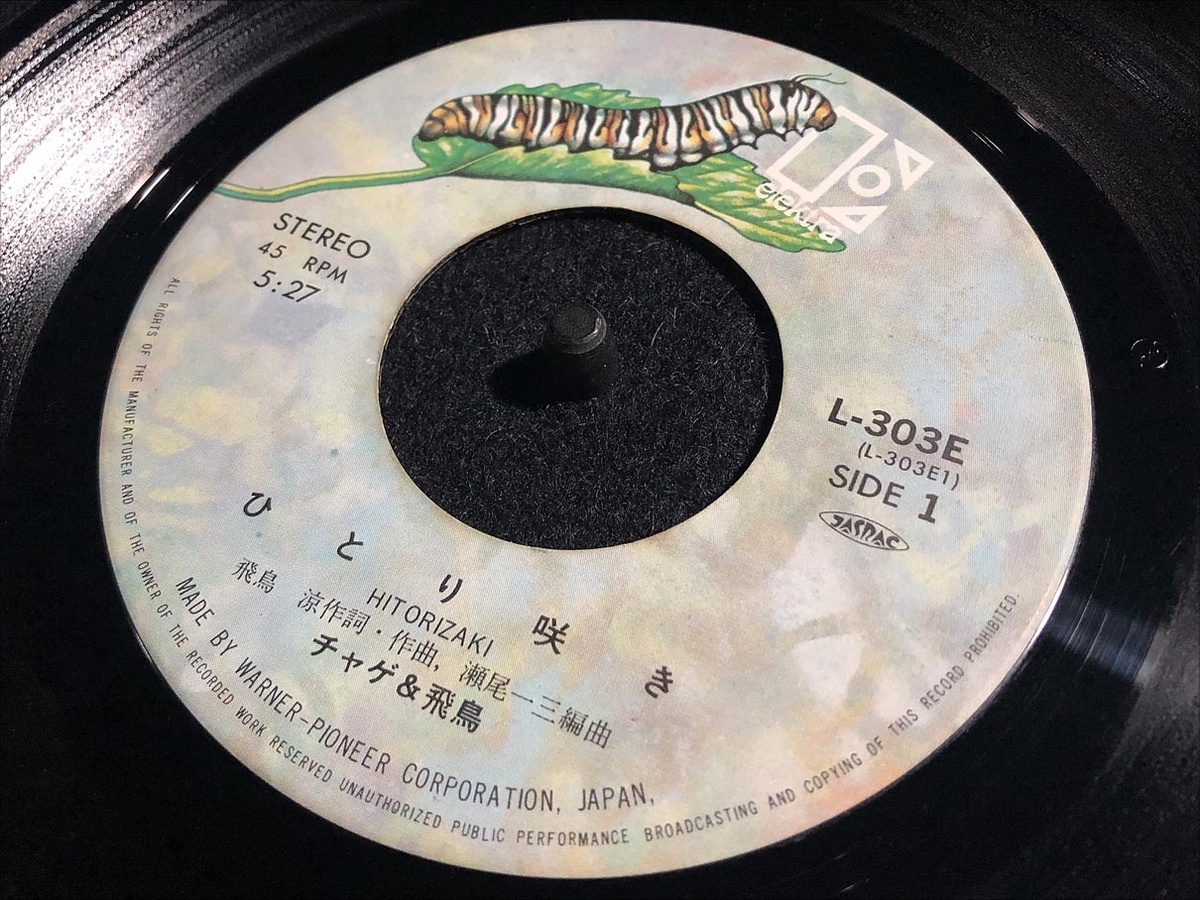 elektra
STEREO
45 RPM
5:27
L-303E
(L-303E1)
SIDE 1
JASRAC
ひとり咲き
HITORIZAKI
飛鳥 涼作詞・作曲, 瀬尾一三編曲
チャゲ&飛鳥
MADE BY WARNER-PIONEER CORPORATION, JAPAN,
ALL RIGHTS OF THE MANUFACTURER AND OF THE OWNER OF THE RECORDED WORK RESERVED UNAUTHORIZED PUBLIC PERFORMANCE BROADCASTING AND COPYING OF THIS RECORD PROHIBITED.